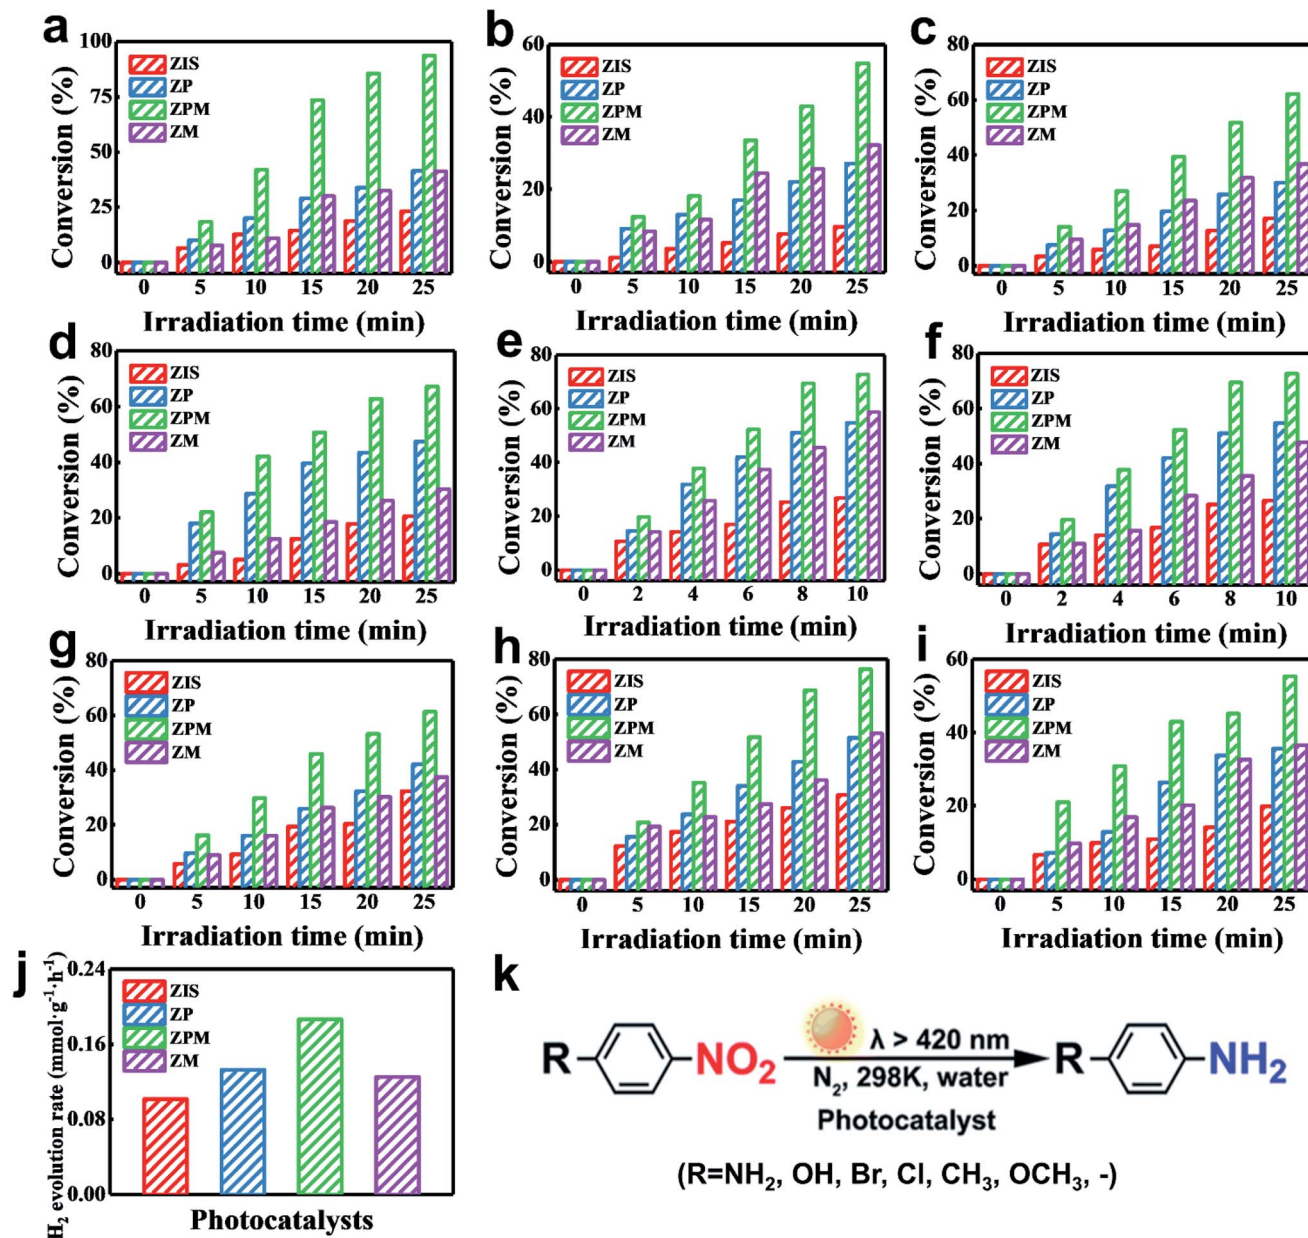 a
Conversion (%)
100
75
50
25
0
ZIS
ZP
ZPM
ZM
0 5 10 15 20 25
Irradiation time (min)
b
Conversion (%)
60
40
20
0
ZIS
ZP
ZPM
ZM
0 5 10 15 20 25
Irradiation time (min)
c
Conversion (%)
80
60
40
20
0
ZIS
ZP
ZPM
ZM
0 5 10 15 20 25
Irradiation time (min)
d
Conversion (%)
80
60
40
20
0
ZIS
ZP
ZPM
ZM
0 5 10 15 20 25
Irradiation time (min)
e
Conversion (%)
80
60
40
20
0
ZIS
ZP
ZPM
ZM
0 2 4 6 8 10
Irradiation time (min)
f
Conversion (%)
80
60
40
20
0
ZIS
ZP
ZPM
ZM
0 2 4 6 8 10
Irradiation time (min)
g
Conversion (%)
80
60
40
20
0
ZIS
ZP
ZPM
ZM
0 5 10 15 20 25
Irradiation time (min)
h
Conversion (%)
80
60
40
20
0
ZIS
ZP
ZPM
ZM
0 5 10 15 20 25
Irradiation time (min)
i
Conversion (%)
60
40
20
0
ZIS
ZP
ZPM
ZM
0 5 10 15 20 25
Irradiation time (min)
j
H₂ evolution rate (mmol·g⁻¹·h⁻¹)
0.24
0.16
0.08
0.00
ZIS
ZP
ZPM
ZM
Photocatalysts
k
R NO₂ λ > 420 nm R NH₂
N₂, 298K, water
Photocatalyst
(R=NH₂, OH, Br, Cl, CH₃, OCH₃, -)